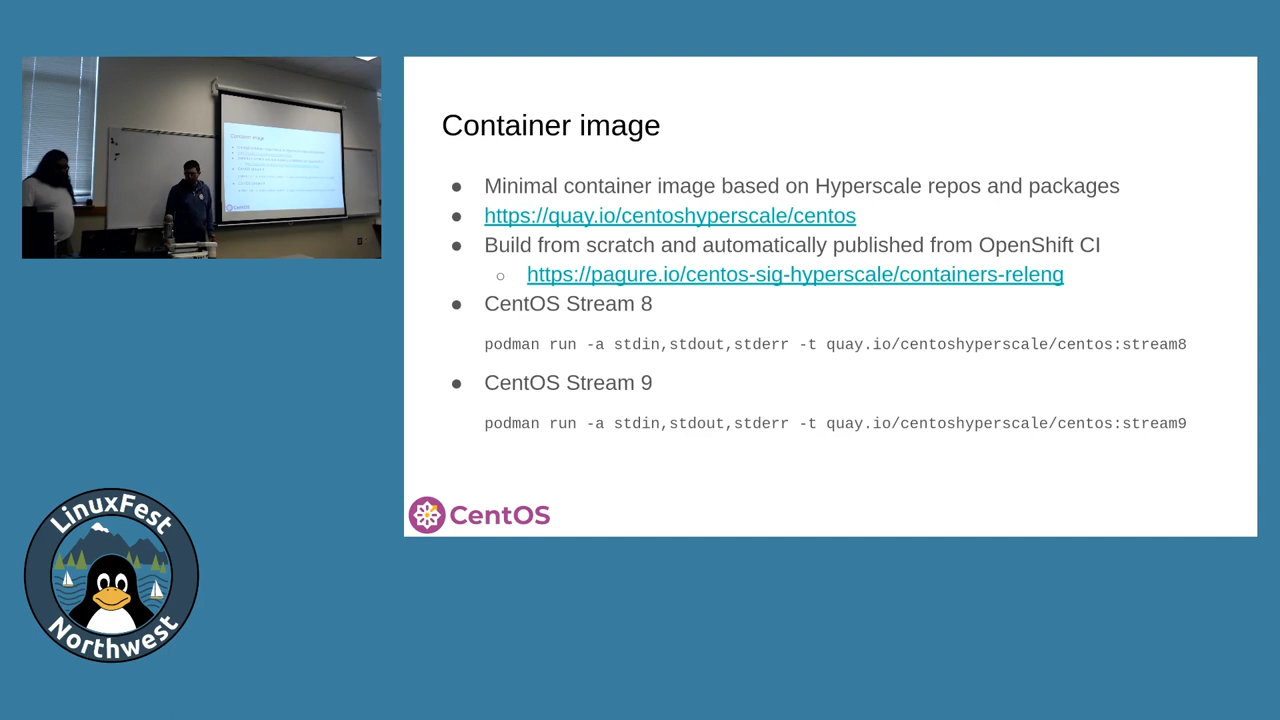 Container image
● Minimal container image based on Hyperscale repos and packages
● https://quay.io/centoshyperscale/centos
● Build from scratch and automatically published from OpenShift CI
○ https://pagure.io/centos-sig-hyperscale/containers-releng
● CentOS Stream 8
podman run -a stdin,stdout,stderr -t quay.io/centoshyperscale/centos:stream8
● CentOS Stream 9
podman run -a stdin,stdout,stderr -t quay.io/centoshyperscale/centos:stream9
CentOS
LinuxFest
Northwest
Container image
CentOS